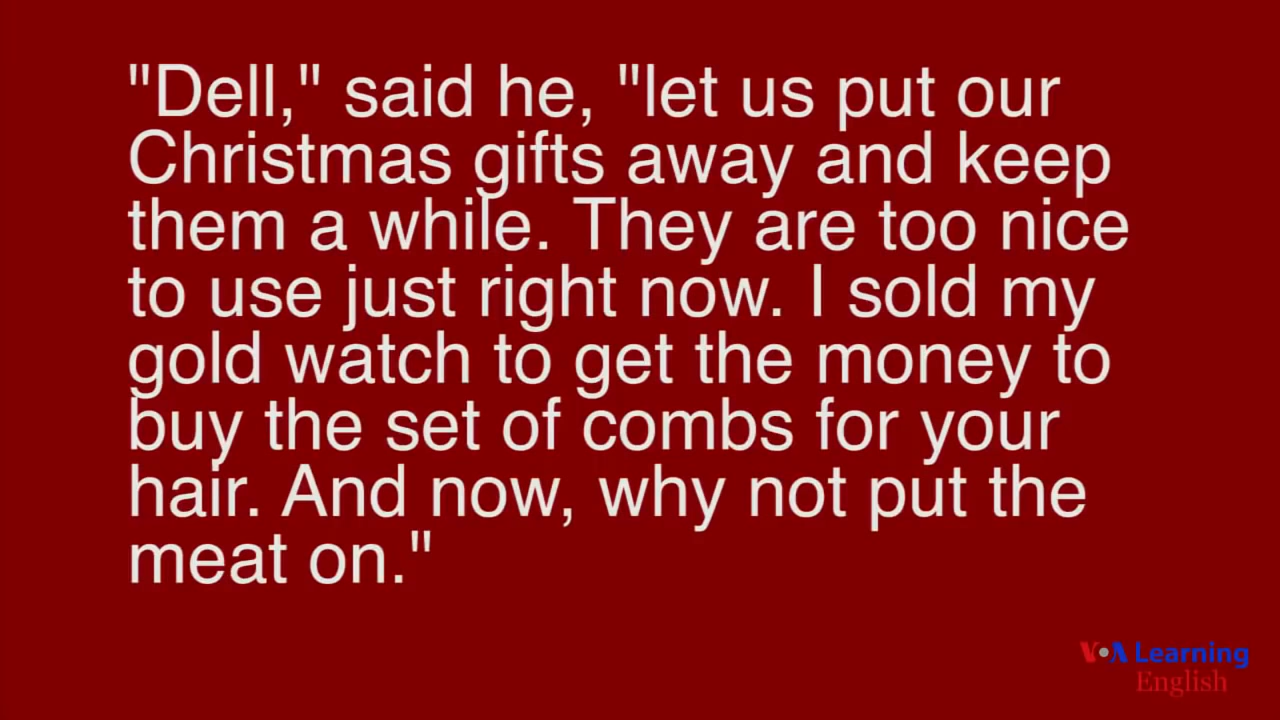 "Dell," said he, "let us put our
Christmas gifts away and keep
them a while. They are too nice
to use just right now. I sold my
gold watch to get the money to
buy the set of combs for your
hair. And now, why not put the
meat on."
VOA Learning
English